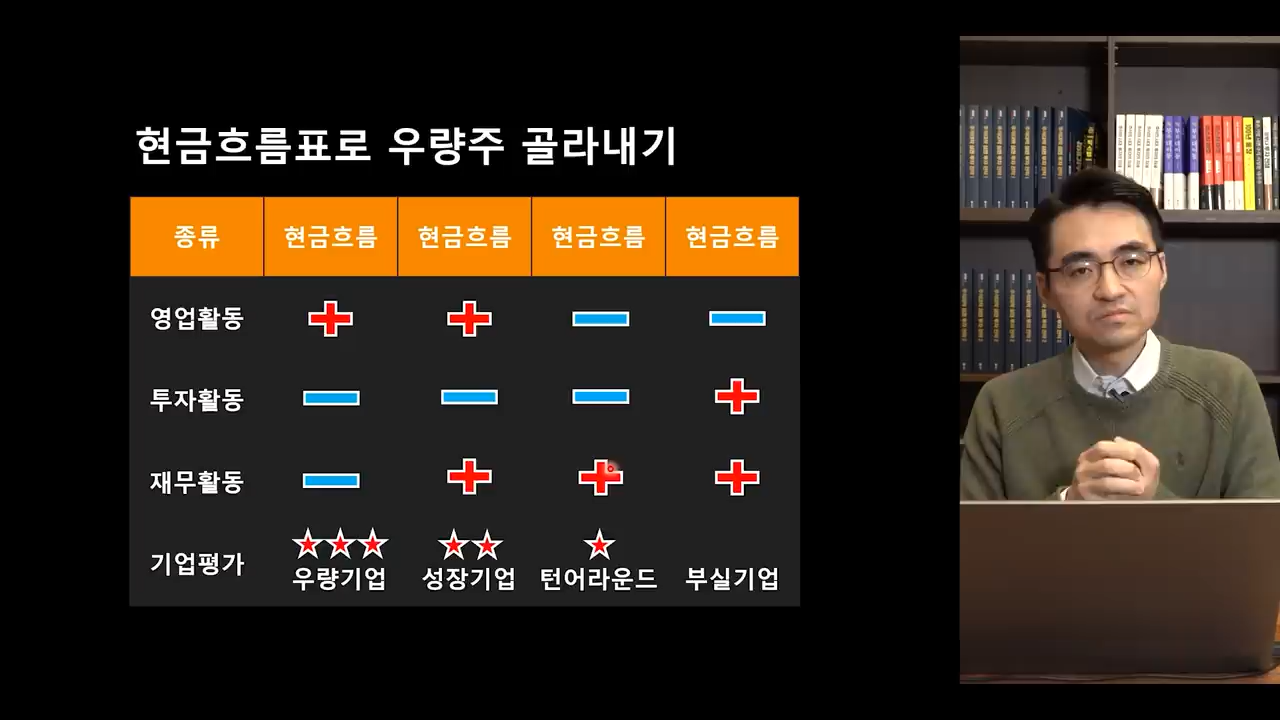 현금흐름표로 우량주 골라내기
종류 현금흐름 현금흐름 현금흐름 현금흐름
영업활동
투자활동
재무활동
기업평가 우량기업 성장기업 턴어라운드 부실기업